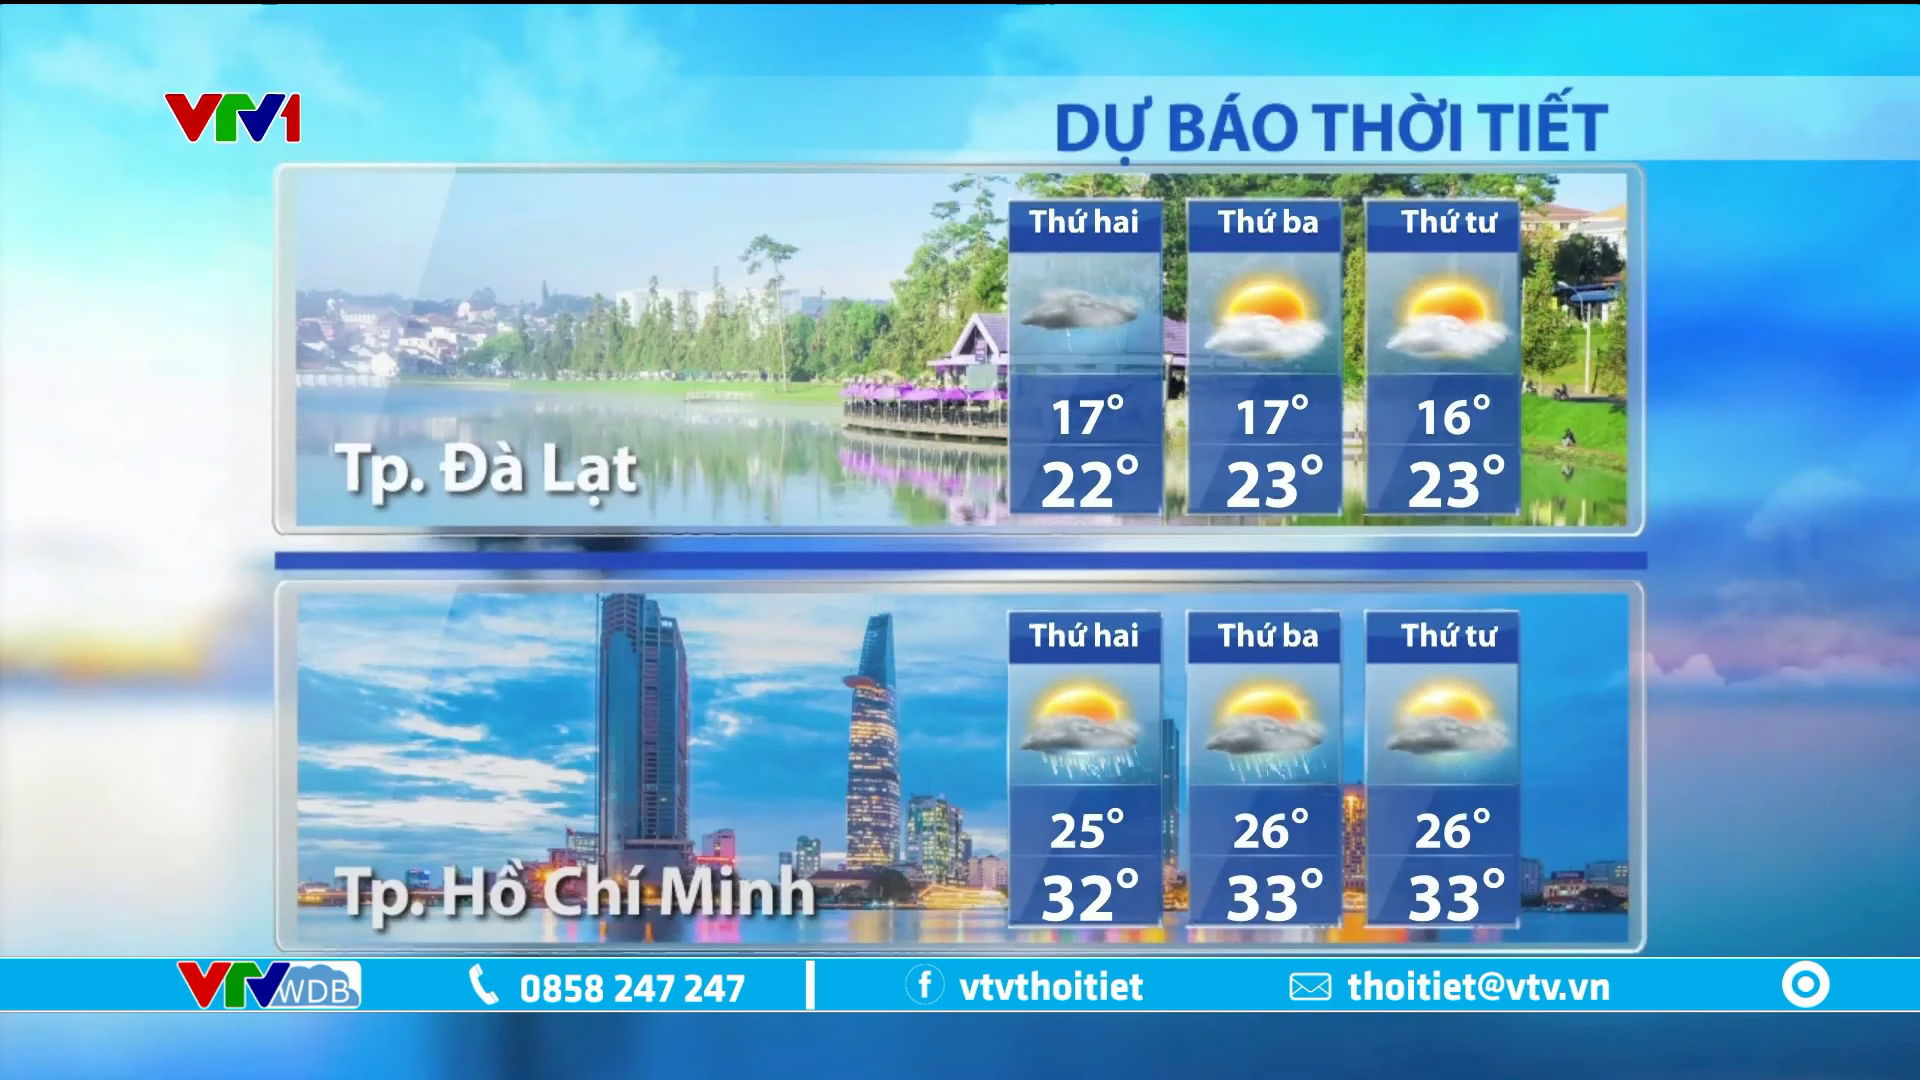 VTV1
DỰ BÁO THỜI TIẾT
Thứ hai Thứ ba Thứ tư
17° 17° 16°
22° 23° 23°
Tp. Đà Lạt
Thứ hai Thứ ba Thứ tư
25° 26° 26°
32° 33° 33°
Tp. Hồ Chí Minh
VTV WDB 0858 247 247 vtvthoitiet thoitiet@vtv.vn